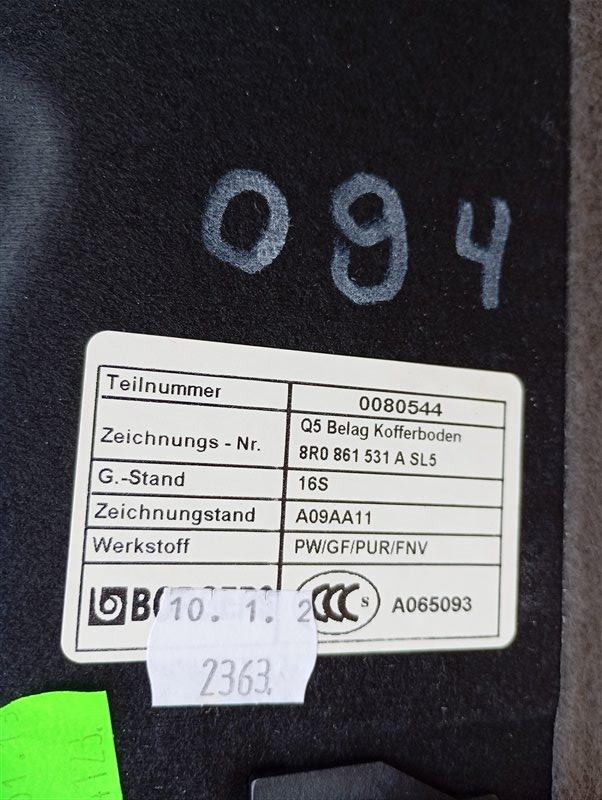 094
Teilnummer 0080544
Zeichnungs - Nr. Q5 Belag Kofferboden
8R0 861 531 A SL5
G.-Stand 16S
Zeichnungstand A09AA11
Werkstoff PW/GF/PUR/FNV
CCC S A065093
10. 1. 2
2363.